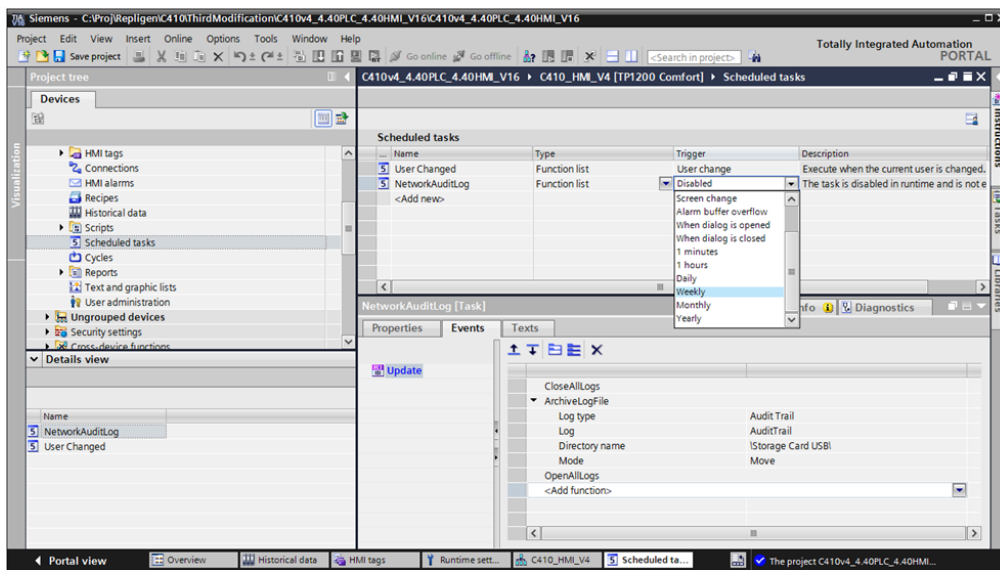 Siemens - C:\Proj\Repligen\C410\ThirdModification\C410v4_4.40PLC_4.40HMI_V16\C410v4_4.40PLC_4.40HMI_V16
Project Edit View Insert Online Options Tools Window Help
Totally Integrated Automation
PORTAL
Save project Go online Go offline <Search in project>
Project tree
C410v4_4.40PLC_4.40HMI_V16 C410_HMI_V4 [TP1200 Comfort] Scheduled tasks
Devices
Visualization
HMI tags
Connections
HMI alarms
Recipes
Historical data
Scripts
Scheduled tasks
Cycles
Reports
Text and graphic lists
User administration
Ungrouped devices
Security settings
Cross-device functions
Details view
Name
NetworkAuditLog
User Changed
Scheduled tasks
... Name Type Trigger Description
User Changed Function list User change Execute when the current user is changed.
NetworkAuditLog Function list Disabled The task is disabled in runtime and is not e
<Add new>
Screen change
Alarm buffer overflow
When dialog is opened
When dialog is closed
1 minutes
1 hours
Daily
Weekly
Monthly
Yearly
NetworkAuditLog [Task]
nfo Diagnostics
Properties Events Texts
Update
CloseAllLogs
ArchiveLogFile
Log type Audit Trail
Log AuditTrail
Directory name \Storage Card USB\
Mode Move
OpenAllLogs
<Add function>
Instructions
Tasks
Libraries
Portal view Overview Historical data HMI tags Runtime sett... C410_HMI_V4 Scheduled ta... The project C410v4_4.40PLC_4.40HMI...